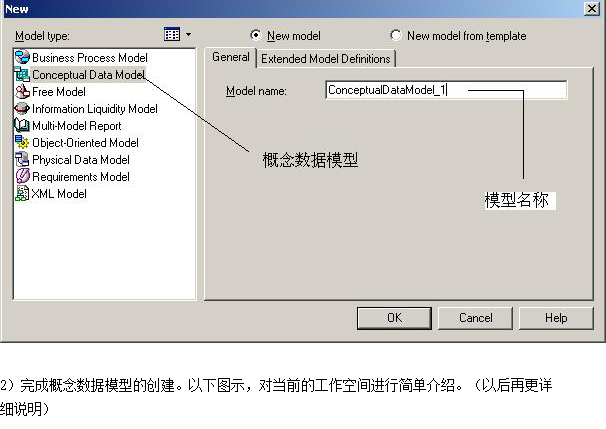 New
Model type:
New model
New model from template
Business Process Model
Conceptual Data Model
Free Model
Information Liquidity Model
Multi-Model Report
Object-Oriented Model
Physical Data Model
Requirements Model
XML Model
General
Extended Model Definitions
Model name:
ConceptualDataModel_1
概念数据模型
模型名称
OK
Cancel
Help
2）完成概念数据模型的创建。以下图示，对当前的工作空间进行简单介绍。（以后再更详
细说明）